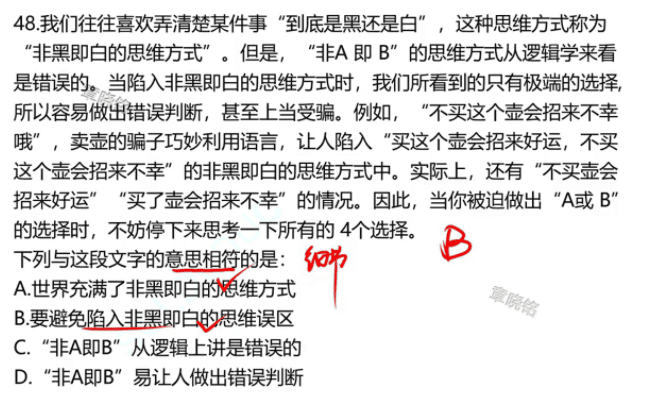 48.我们往往喜欢弄清楚某件事“到底是黑还是白”，这种思维方式称为
“非黑即白的思维方式”。但是，“非A 即 B”的思维方式从逻辑学来看
是错误的。当陷入非黑即白的思维方式时，我们所看到的只有极端的选择，
所以容易做出错误判断，甚至上当受骗。例如，“不买这个壶会招来不幸
哦”，卖壶的骗子巧妙利用语言，让人陷入“买这个壶会招来好运，不买
这个壶会招来不幸”的非黑即白的思维方式中。实际上，还有“不买壶会
招来好运”“买了壶会招来不幸”的情况。因此，当你被迫做出“A或 B”
的选择时，不妨停下来思考一下所有的 4个选择。
B
下列与这段文字的意思相符的是：
细节
A.世界充满了非黑即白的思维方式
B.要避免陷入非黑即白的思维误区
C.“非A即B”从逻辑上讲是错误的
D.“非A即B”易让人做出错误判断
章晓铭
章晓铭